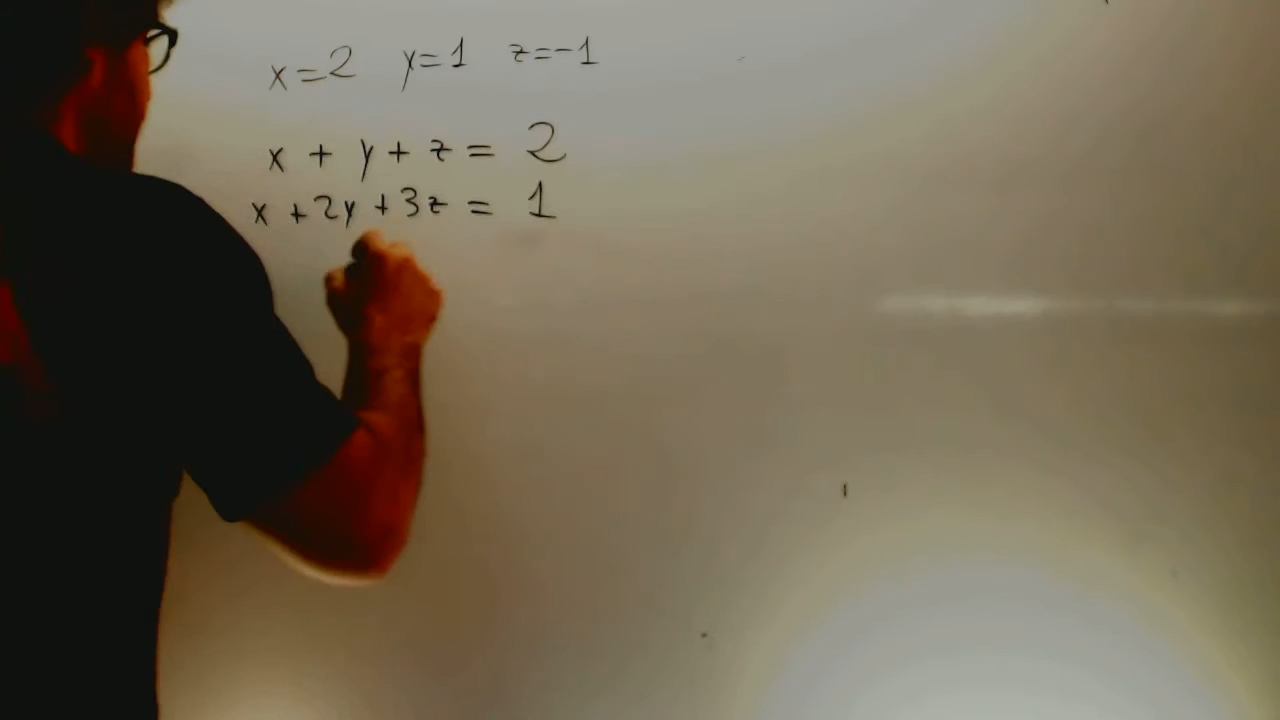 x=2 y=1 z=-1
x + y + z = 2
x + 2y + 3z = 1